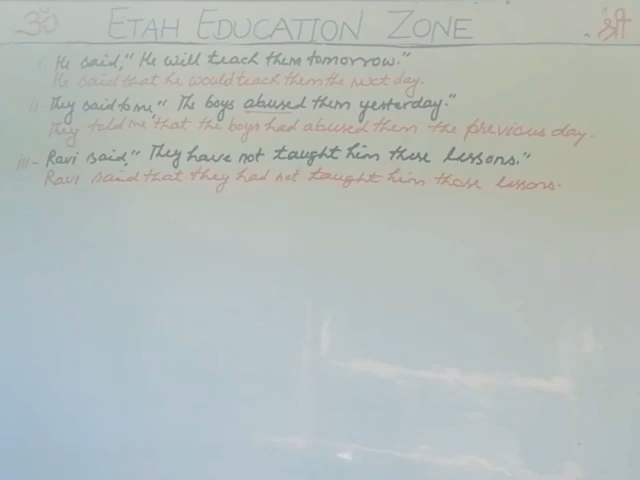 ॐ ETAH EDUCATION ZONE श्री
i- He said," He will teach them tomorrow."
He said that he would teach them the next day.
ii- They said to me" The boys abused them yesterday."
They told me that the boys had abused them the previous day.
iii- Ravi said," They have not taught him these lessons."
Ravi said that they had not taught him those lessons.